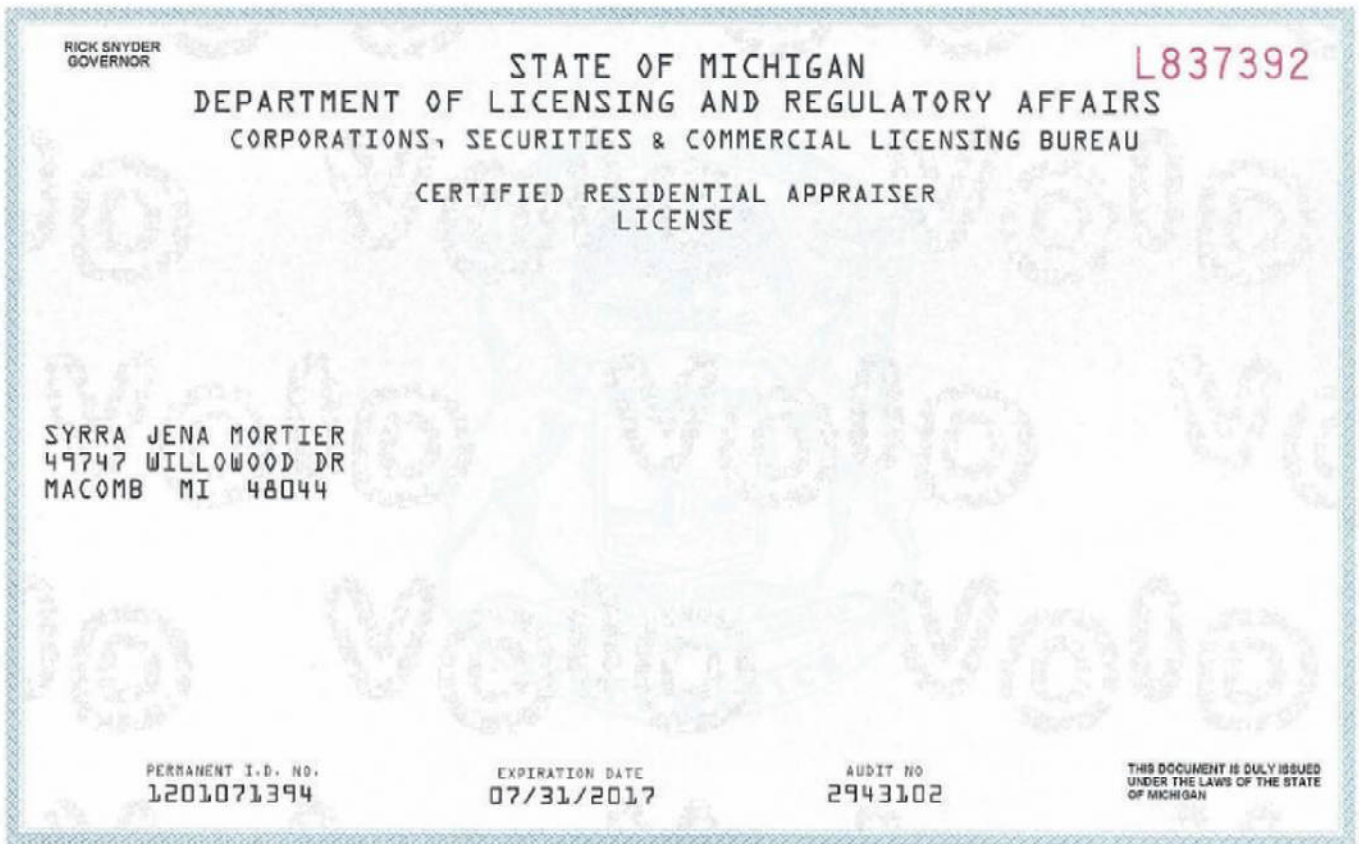 RICK SNYDER
GOVERNOR
L837392
STATE OF MICHIGAN
DEPARTMENT OF LICENSING AND REGULATORY AFFAIRS
CORPORATIONS, SECURITIES & COMMERCIAL LICENSING BUREAU
CERTIFIED RESIDENTIAL APPRAISER
LICENSE
SYRRA JENA MORTIER
49747 WILLOWOOD DR
MACOMB MI 48044
PERMANENT I.D. NO.
1201071394
EXPIRATION DATE
07/31/2017
AUDIT NO
2943102
THIS DOCUMENT IS DULY ISSUED
UNDER THE LAWS OF THE STATE
OF MICHIGAN